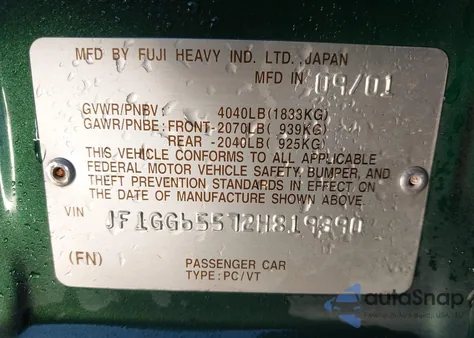 MFD BY FUJI HEAVY IND. LTD., JAPAN
MFD IN 09/01
GVWR/PNBV: 4040LB(1833KG)
GAWR/PNBE: FRONT-2070LB( 939KG)
REAR -2040LB( 925KG)
THIS VEHICLE CONFORMS TO ALL APPLICABLE
FEDERAL MOTOR VEHICLE SAFETY, BUMPER, AND
THEFT PREVENTION STANDARDS IN EFFECT ON
THE DATE OF MANUFACTURE SHOWN ABOVE.
VIN JF1GG65572H819390
(FN) PASSENGER CAR
TYPE: PC/VT
autoSnap